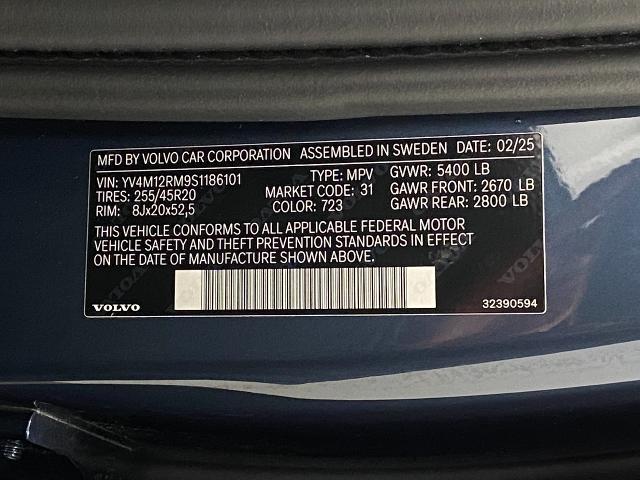 MFD BY VOLVO CAR CORPORATION ASSEMBLED IN SWEDEN DATE: 02/25
VIN: YV4M12RM9S1186101 TYPE: MPV GVWR: 5400 LB
TIRES: 255/45R20 MARKET CODE: 31 GAWR FRONT: 2670 LB
RIM: 8Jx20x52,5 COLOR: 723 GAWR REAR: 2800 LB
THIS VEHICLE CONFORMS TO ALL APPLICABLE FEDERAL MOTOR
VEHICLE SAFETY AND THEFT PREVENTION STANDARDS IN EFFECT
ON THE DATE OF MANUFACTURE SHOWN ABOVE.
VOLVO 32390594